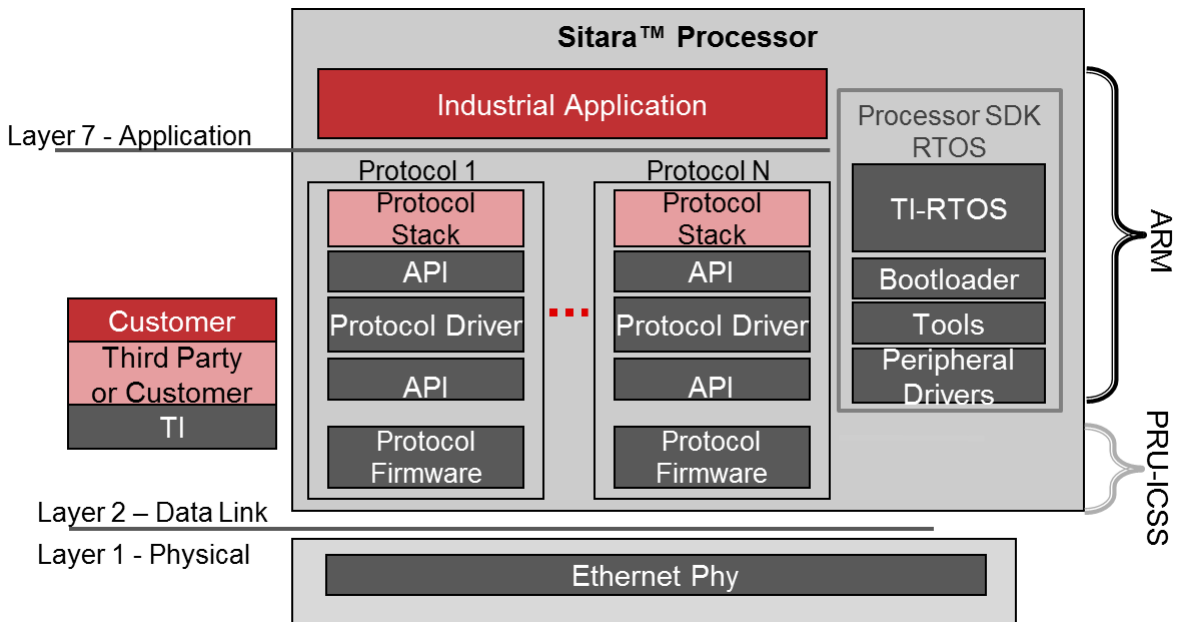 Sitara™ Processor
Industrial Application
Layer 7 - Application
Processor SDK
RTOS
TI-RTOS
Bootloader
Tools
Peripheral
Drivers
Protocol 1
Protocol
Stack
API
Protocol Driver
API
Protocol
Firmware
Protocol N
Protocol
Stack
API
Protocol Driver
API
Protocol
Firmware
ARM
PRU-ICSS
Customer
Third Party
or Customer
TI
Layer 2 – Data Link
Layer 1 - Physical
Ethernet Phy